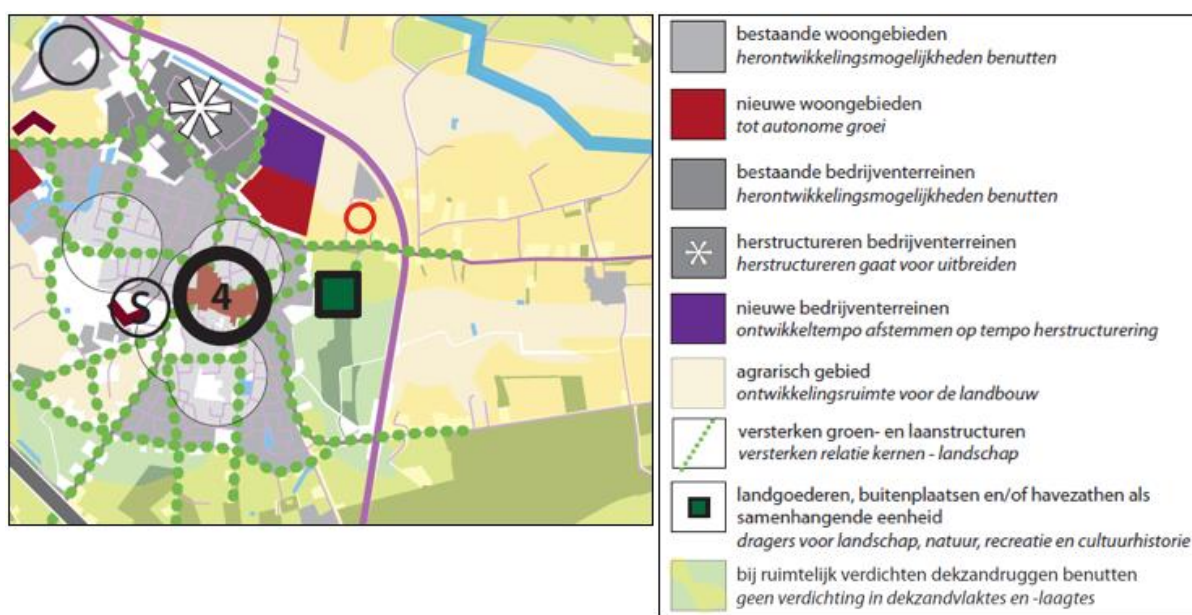 S
4
bestaande woongebieden
herontwikkelingsmogelijkheden benutten
nieuwe woongebieden
tot autonome groei
bestaande bedrijventerreinen
herontwikkelingsmogelijkheden benutten
herstructureren bedrijventerreinen
herstructureren gaat voor uitbreiden
nieuwe bedrijventerreinen
ontwikkeltempo afstemmen op tempo herstructurering
agrarisch gebied
ontwikkelingsruimte voor de landbouw
versterken groen- en laanstructuren
versterken relatie kernen - landschap
landgoederen, buitenplaatsen en/of havezathen als
samenhangende eenheid
dragers voor landschap, natuur, recreatie en cultuurhistorie
bij ruimtelijk verdichten dekzandruggen benutten
geen verdichting in dekzandvlaktes en -laagtes